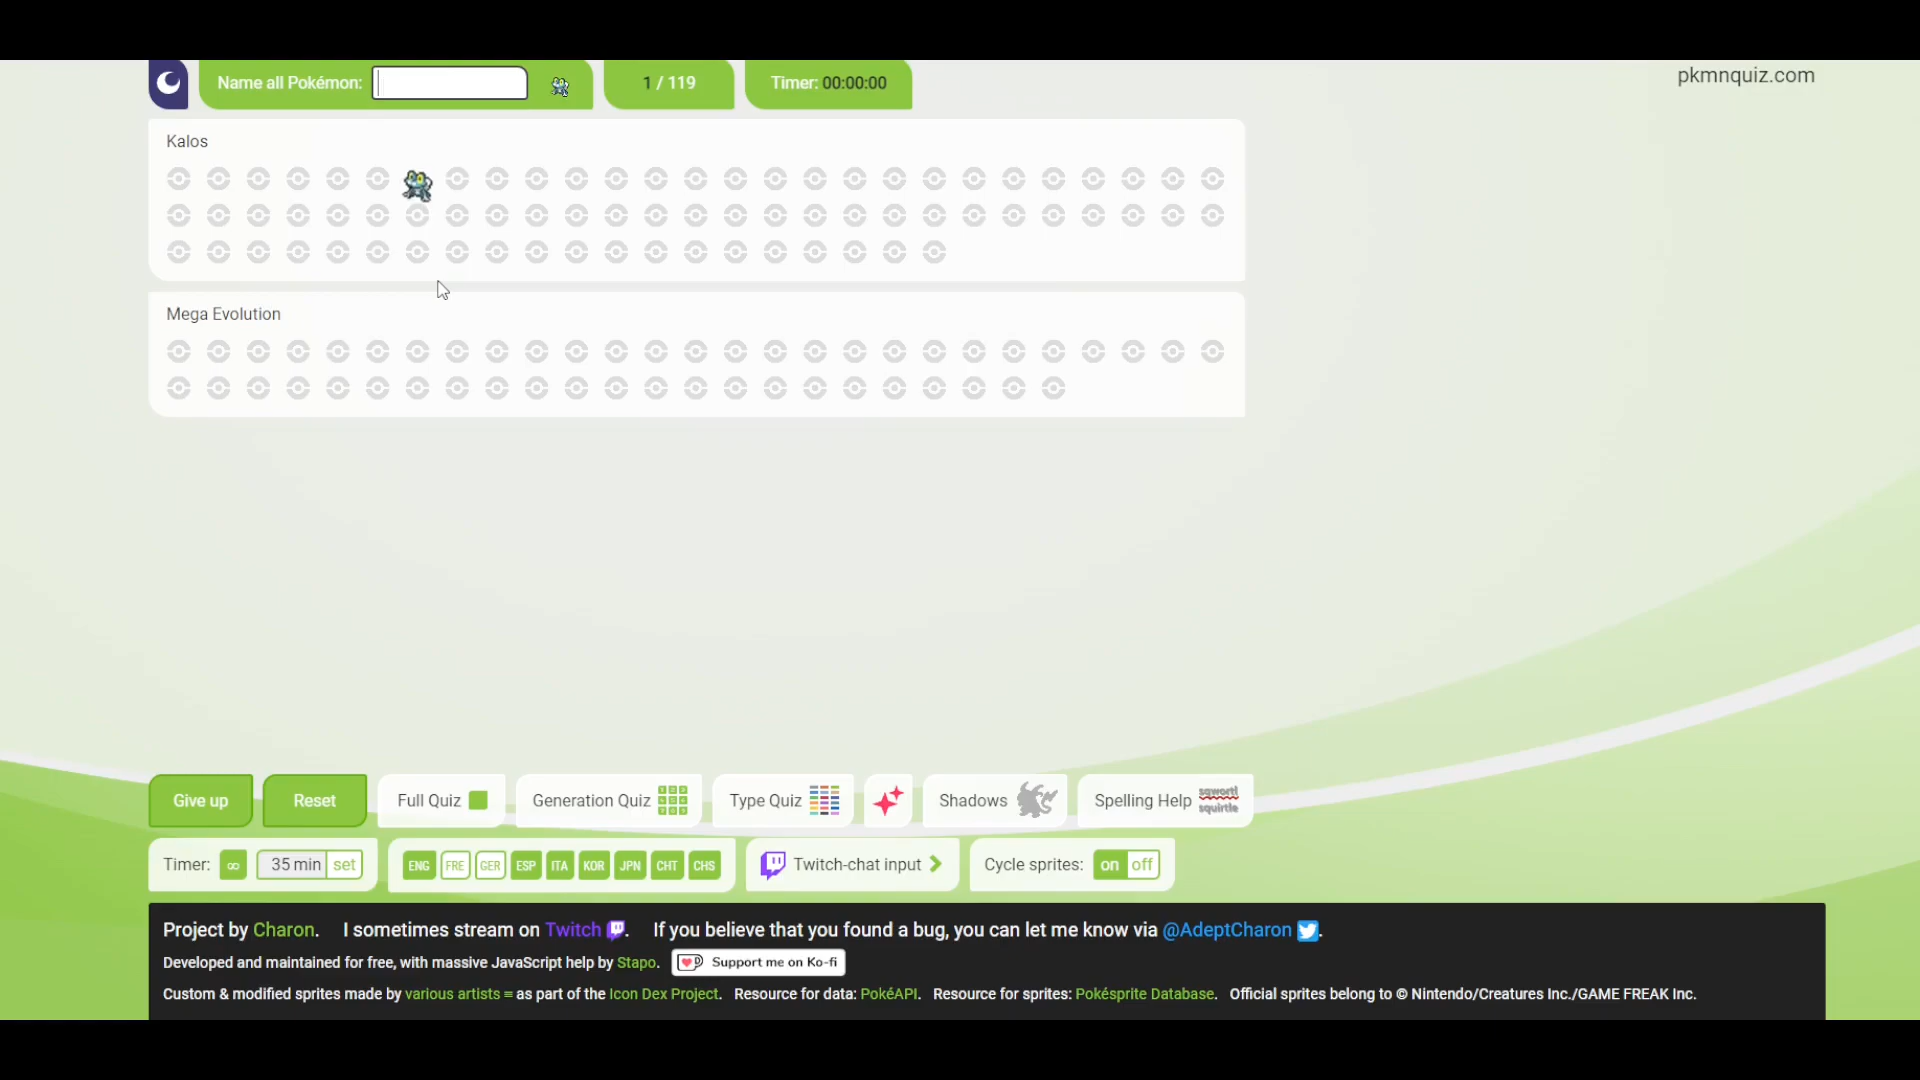 Name all Pokémon:
1 / 119
Timer: 00:00:00
pkmnquiz.com
Kalos
Mega Evolution
Give up
Reset
Full Quiz
Generation Quiz
Type Quiz
Shadows
Spelling Help
sqwortl
squirtle
Timer: ∞ 35 min set
ENG FRE GER ESP ITA KOR JPN CHT CHS
Twitch-chat input
Cycle sprites: on off
Project by Charon. I sometimes stream on Twitch. If you believe that you found a bug, you can let me know via @AdeptCharon.
Developed and maintained for free, with massive JavaScript help by Stapo. Support me on Ko-fi
Custom & modified sprites made by various artists = as part of the Icon Dex Project. Resource for data: PokéAPI. Resource for sprites: Pokésprite Database. Official sprites belong to © Nintendo/Creatures Inc./GAME FREAK Inc.